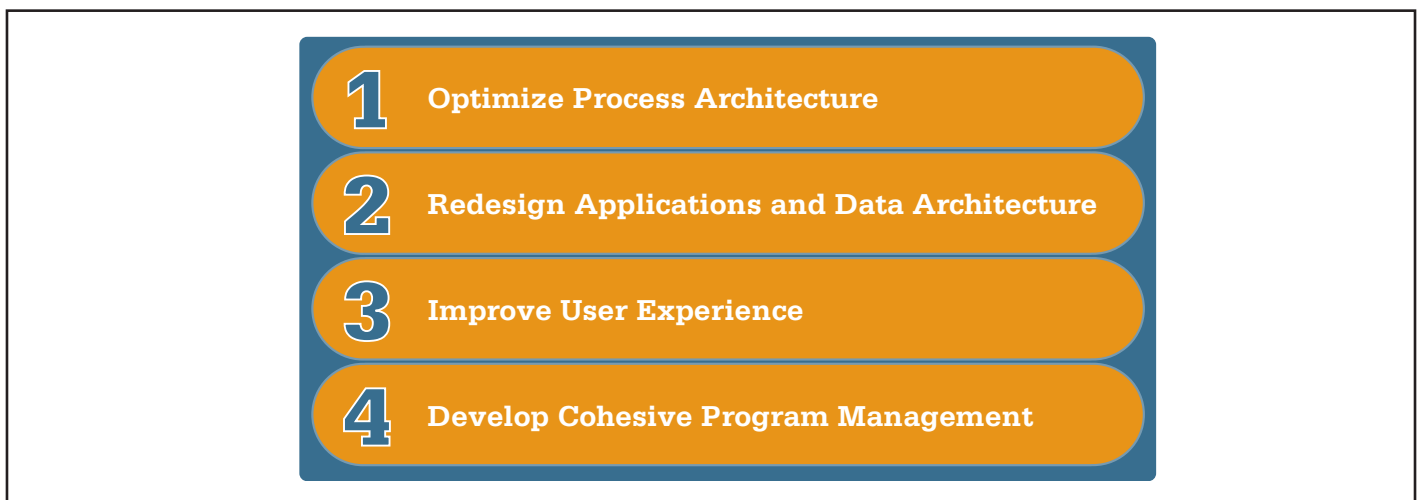 1 Optimize Process Architecture
2 Redesign Applications and Data Architecture
3 Improve User Experience
4 Develop Cohesive Program Management